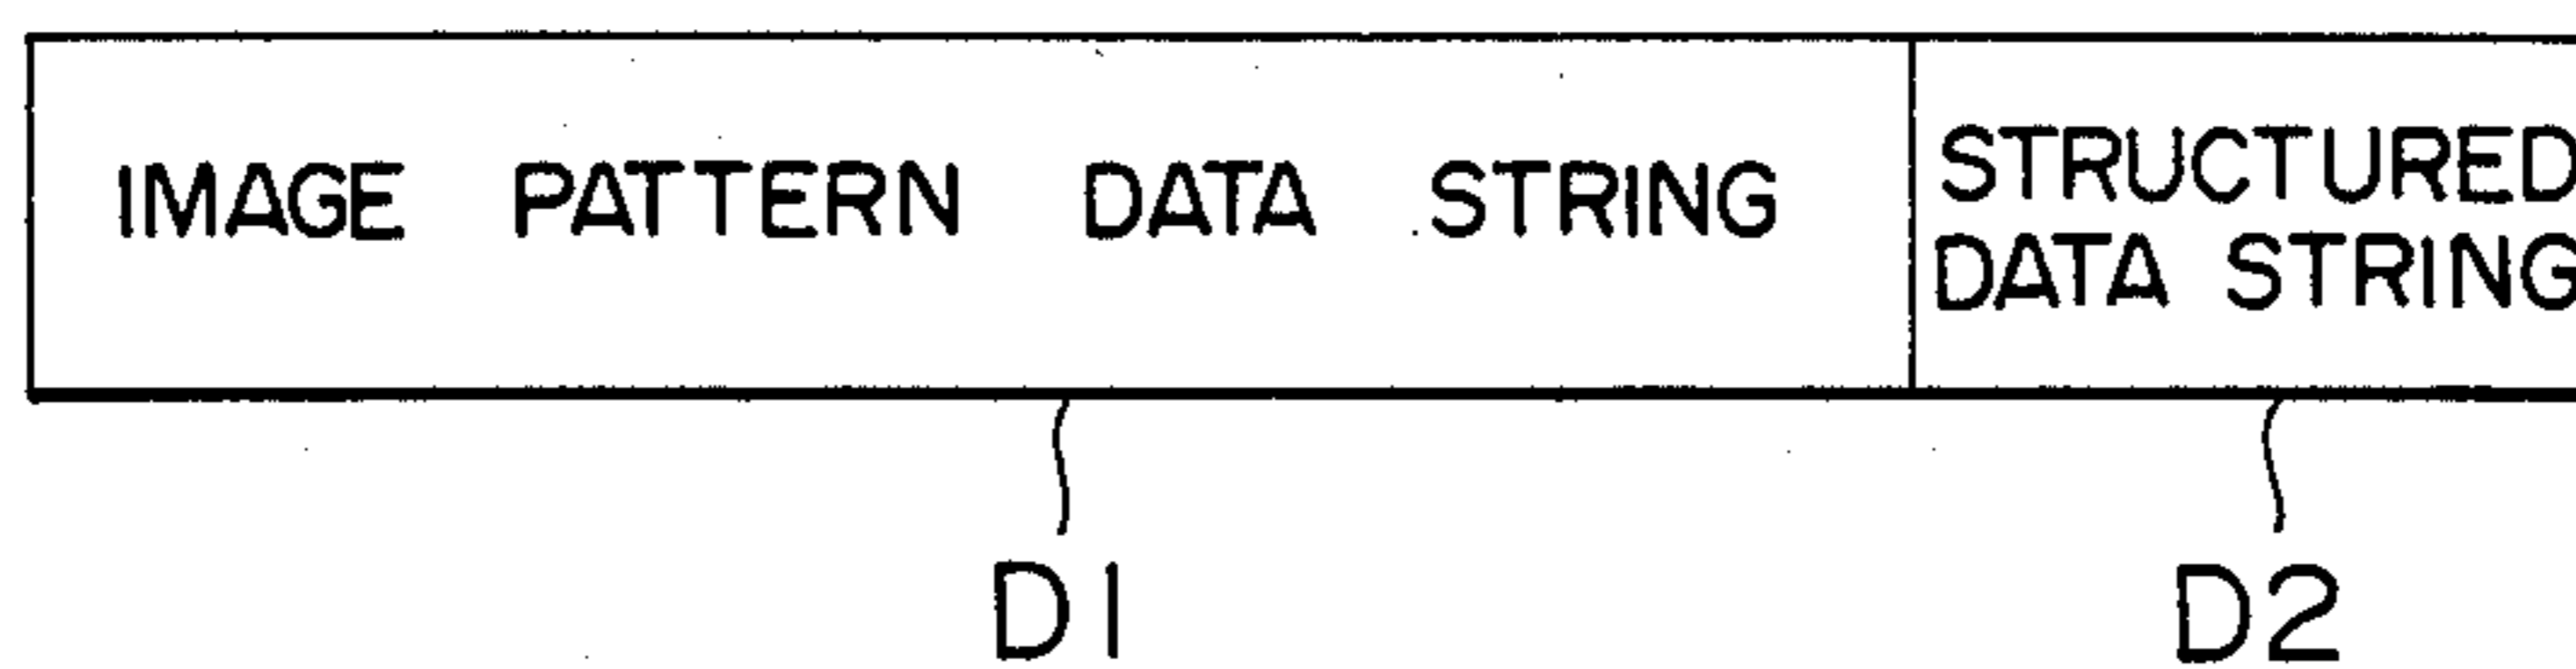 IMAGE PATTERN DATA STRING
STRUCTURED
DATA STRING
D1
D2